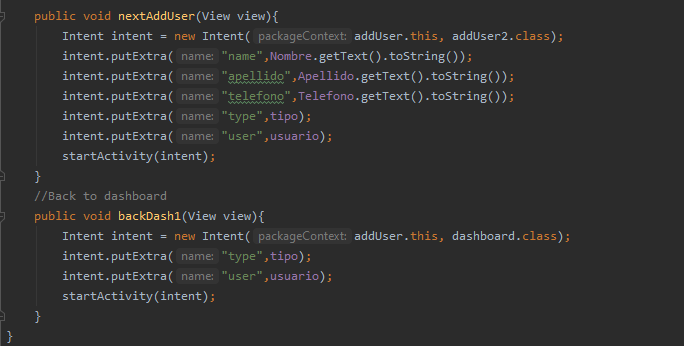 public void nextAddUser(View view){
Intent intent = new Intent( packageContext: addUser.this, addUser2.class);
intent.putExtra( name: "name",Nombre.getText().toString());
intent.putExtra( name: "apellido",Apellido.getText().toString());
intent.putExtra( name: "telefono",Telefono.getText().toString());
intent.putExtra( name: "type",tipo);
intent.putExtra( name: "user",usuario);
startActivity(intent);
}
//Back to dashboard
public void backDash1(View view){
Intent intent = new Intent( packageContext: addUser.this, dashboard.class);
intent.putExtra( name: "type",tipo);
intent.putExtra( name: "user",usuario);
startActivity(intent);
}
}